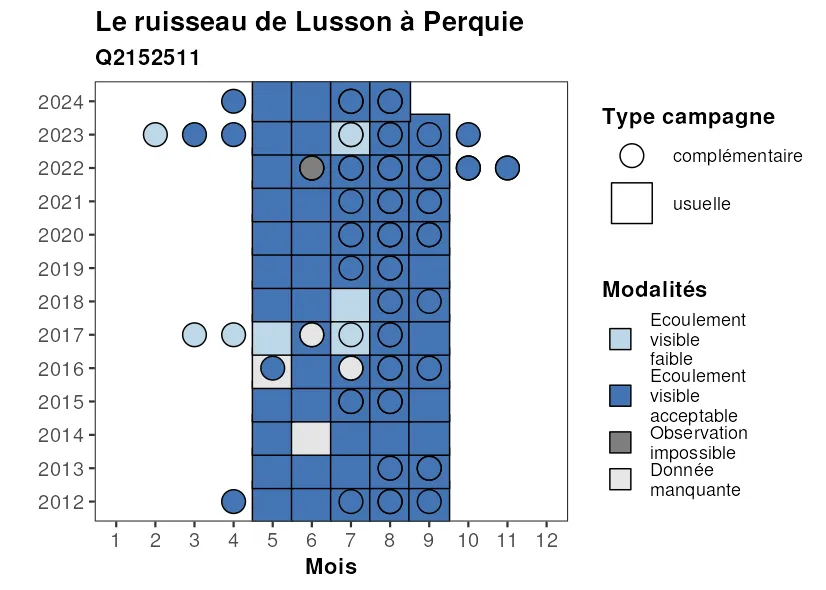 Le ruisseau de Lusson à Perquie
Q2152511
2024
2023
2022
2021
2020
2019
2018
2017
2016
2015
2014
2013
2012
1 2 3 4 5 6 7 8 9 10 11 12
Mois
Type campagne
complémentaire
usuelle
Modalités
Ecoulement
visible
faible
Ecoulement
visible
acceptable
Observation
impossible
Donnée
manquante